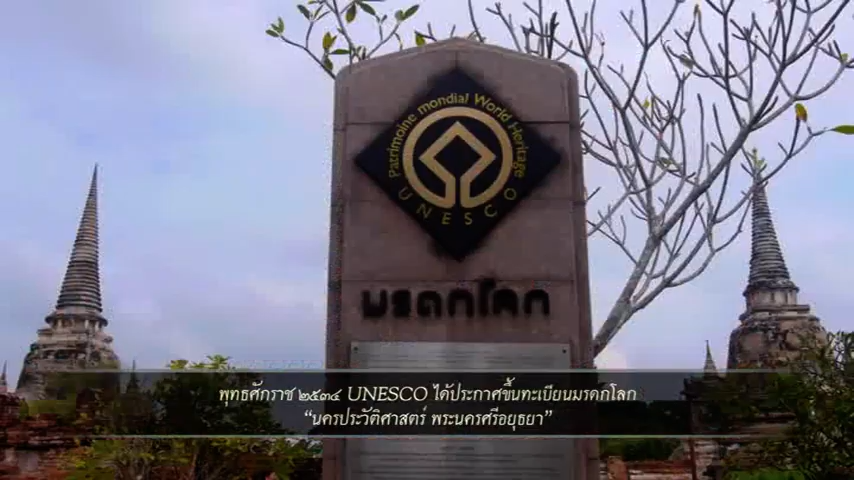 Patrimoine mondial World Heritage
UNESCO
มรดกโลก
พุทธศักราช ๒๕๓๔ UNESCO ได้ประกาศขึ้นทะเบียนมรดกโลก
“นครประวัติศาสตร์ พระนครศรีอยุธยา”